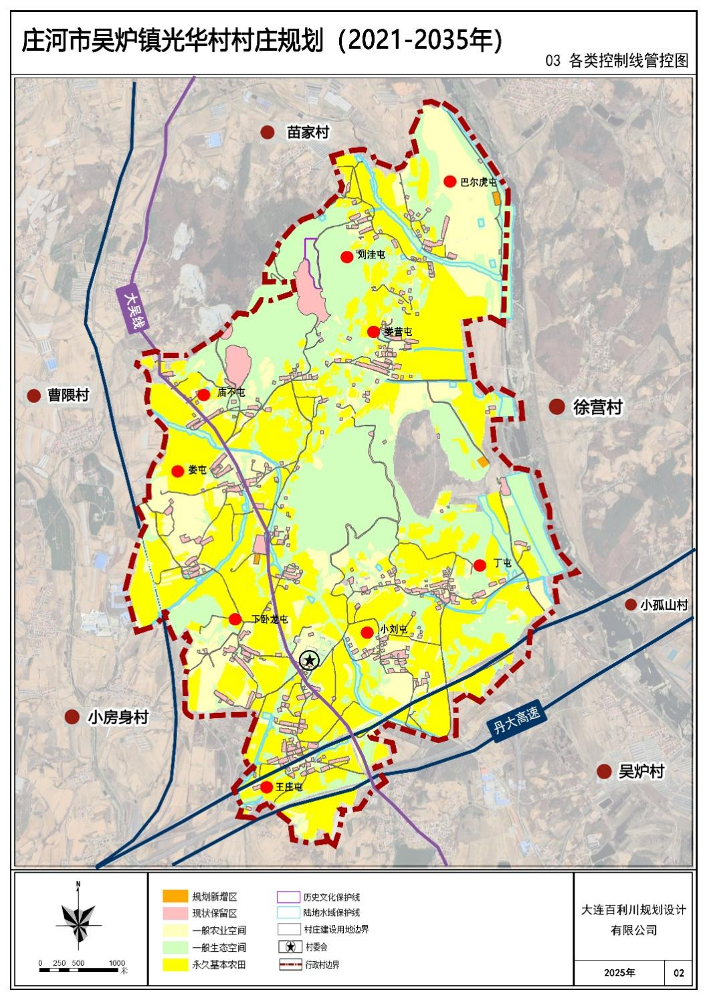 庄河市吴炉镇光华村村庄规划（2021-2035年）
03 各类控制线管控图
苗家村
巴尔虎屯
刘洼屯
大吴线
娄营屯
曹隈村
庙不屯
徐营村
娄屯
丁屯
小孤山村
下卧龙屯
小刘屯
小房身村
丹大高速
吴炉村
王庄屯
N
0 250 500 1000
米
规划新增区
现状保留区
一般农业空间
一般生态空间
永久基本农田
历史文化保护线
陆地水域保护线
村庄建设用地边界
村委会
行政村边界
大连百利川规划设计
有限公司
2025年
02